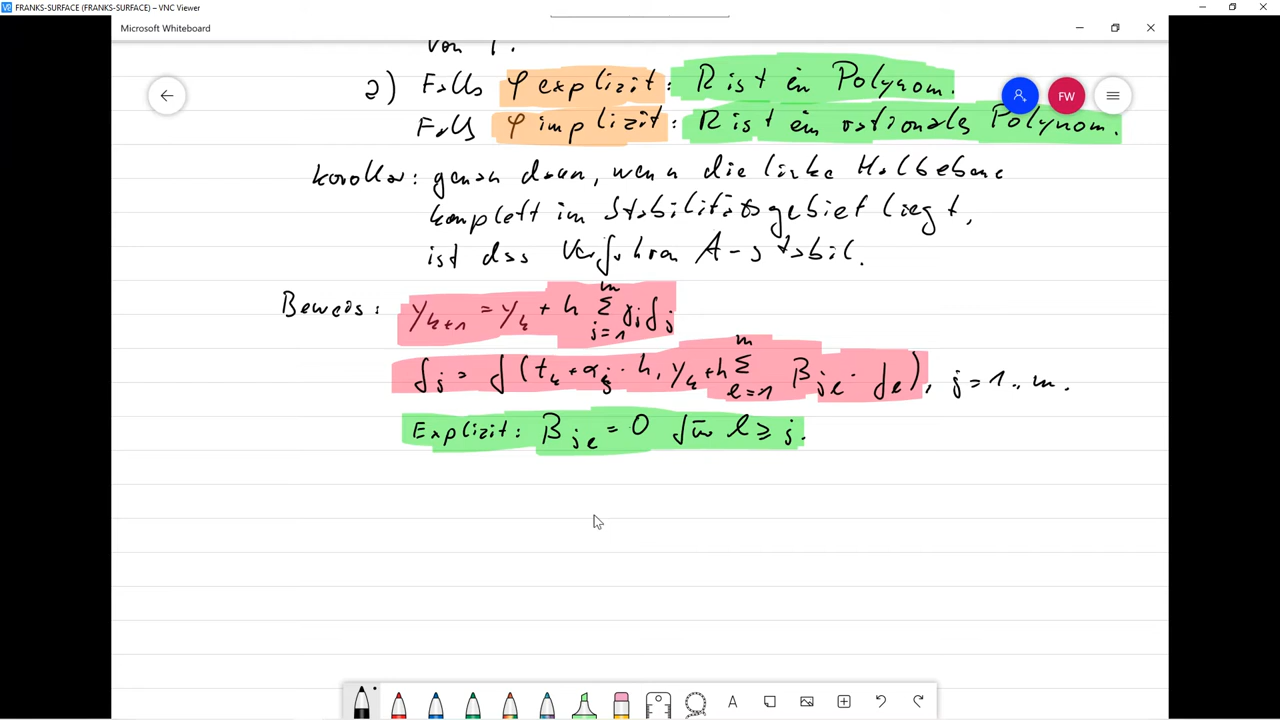 FRANKS-SURFACE (FRANKS-SURFACE) – VNC Viewer
Microsoft Whiteboard
von 1.
2) Falls φ explizit: R ist ein Polynom.
FW
Falls φ implizit: R ist ein rationales Polynom.
Korollar: genau dann, wenn die linke Halbebene
komplett im Stabilitätsgebiet liegt,
ist das Verfahren A-stabil.
Beweis: y_{k+1} = y_k + h Σ_{j=1}^{m} γ_j f_j
f_j = f(t_k + α_j · h, y_k + h Σ_{l=1}^{m} β_{jl} · f_l), j=1..m.
Explizit: β_{jl} = 0 für l ≥ j.